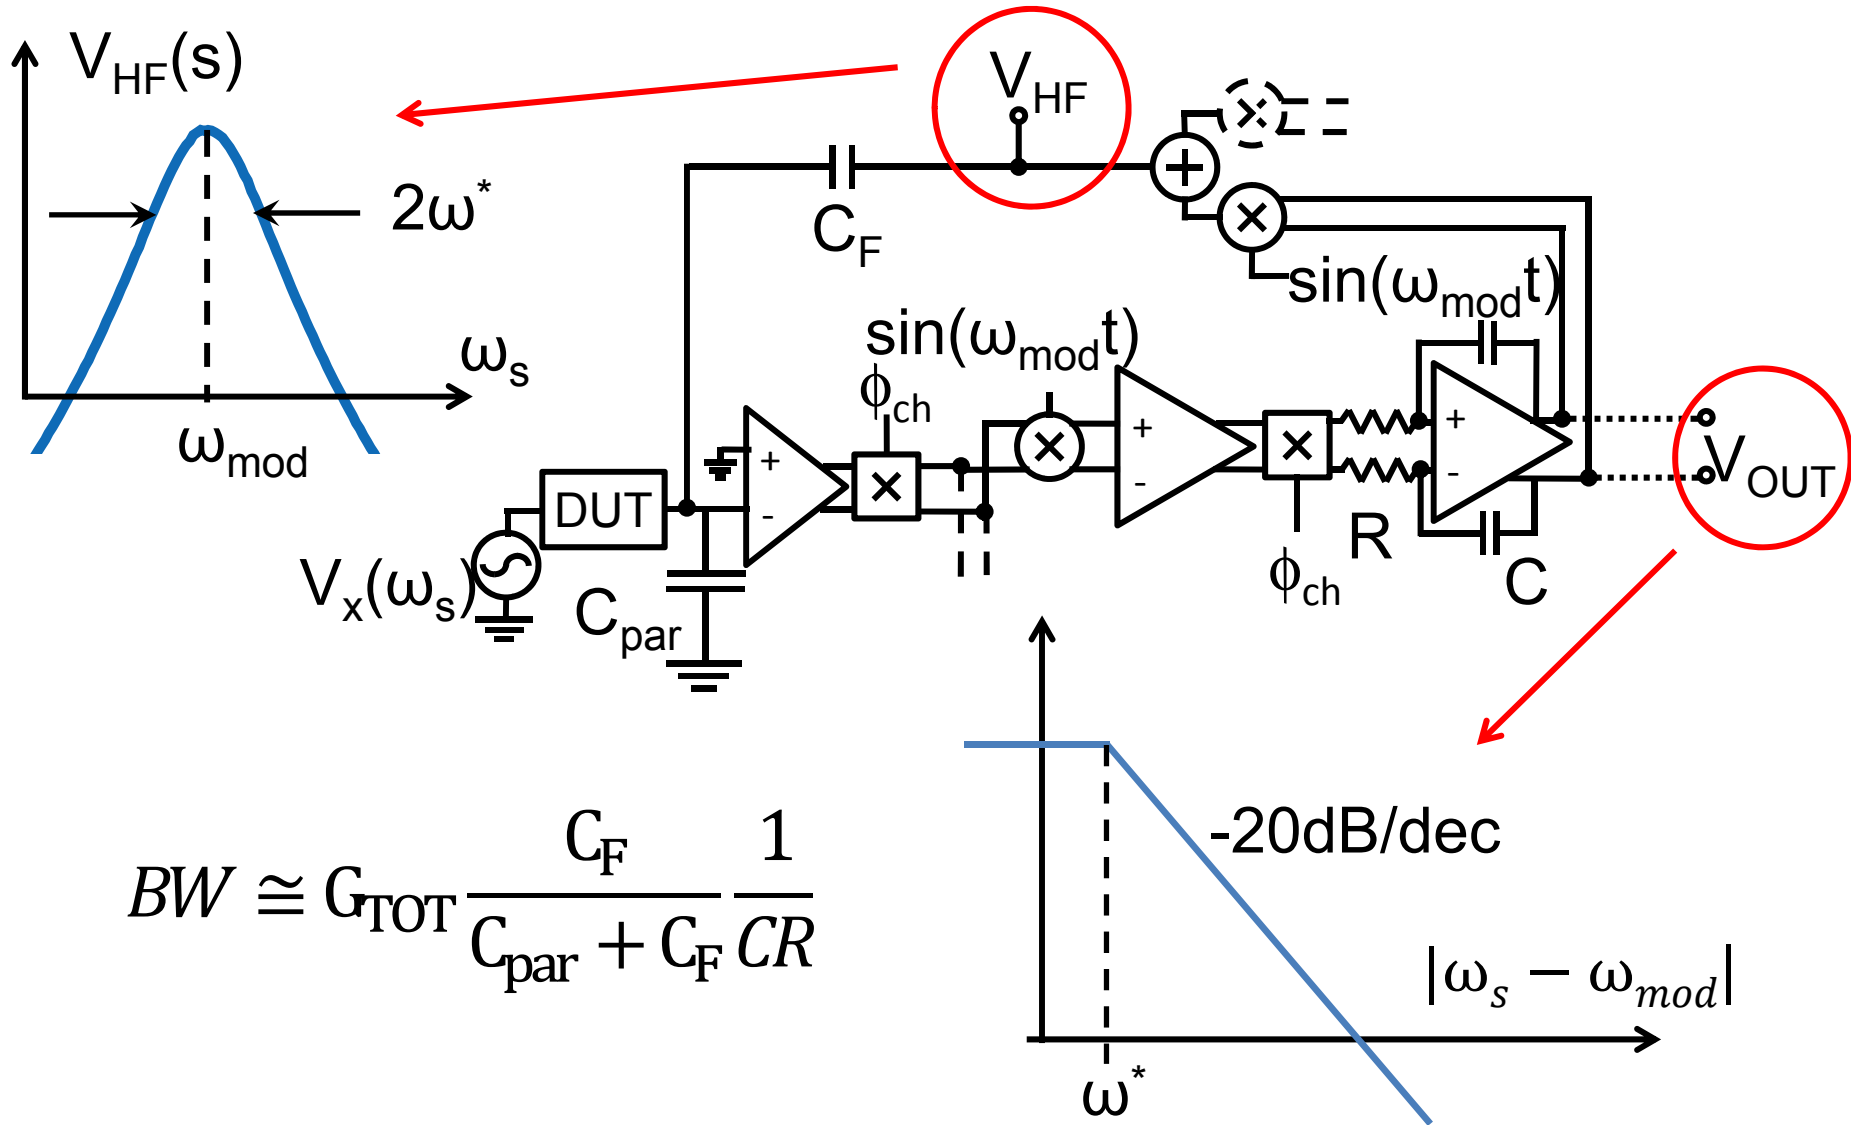 V_HF(s)
V_HF
2ω*
C_F
sin(ω_mod t)
sin(ω_mod t)
ω_s
ϕ_ch
ω_mod
+
+
+
-
-
-
DUT
V_OUT
R
V_x(ω_s)
C_par
ϕ_ch
C
-20dB/dec
BW ≅ G_TOT C_F/(C_par + C_F) 1/CR
|ω_s − ω_mod|
ω*